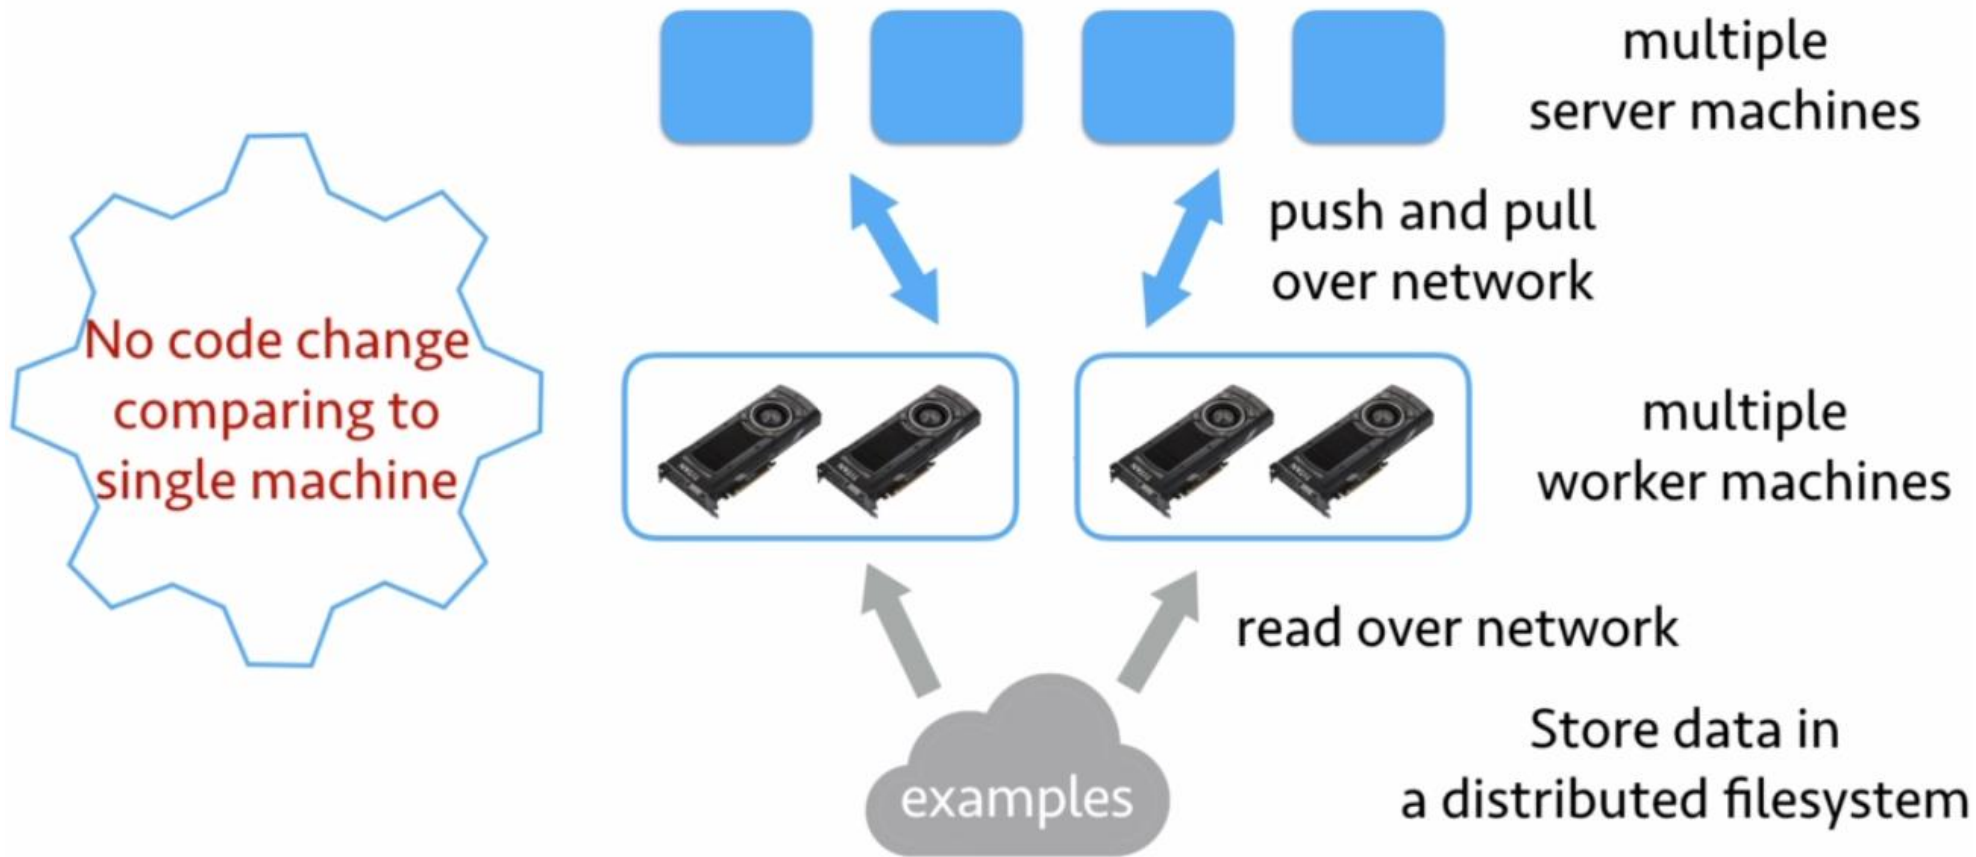 multiple
server machines
push and pull
over network
No code change
comparing to
single machine
multiple
worker machines
read over network
Store data in
a distributed filesystem
examples